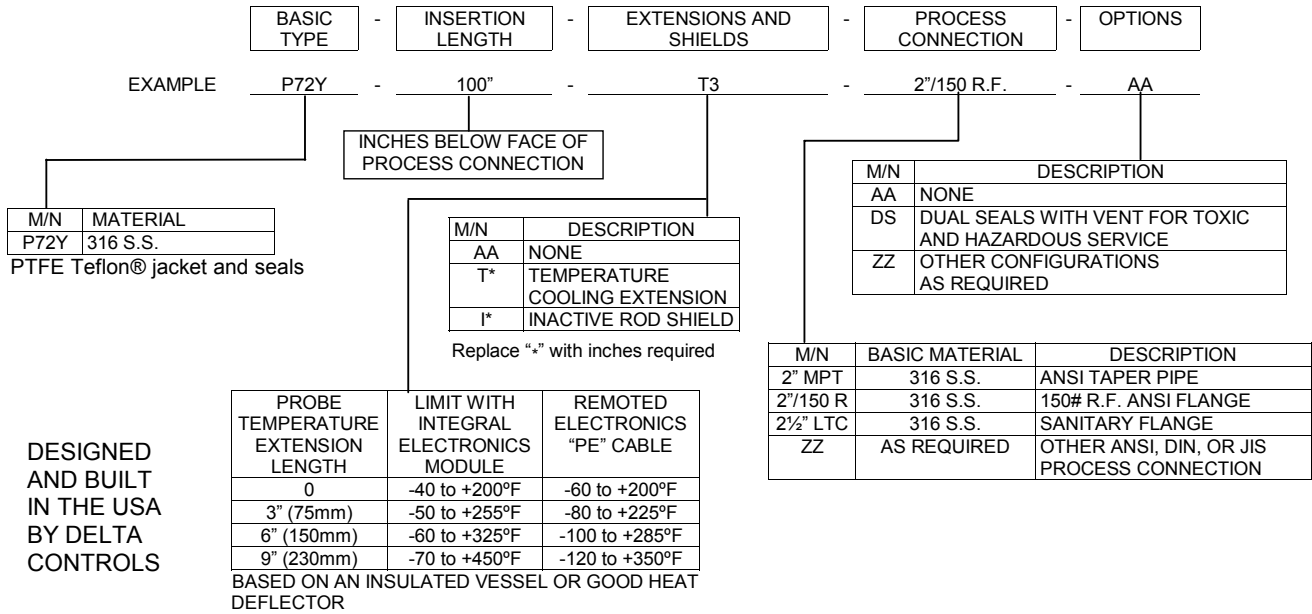 BASIC TYPE - INSERTION LENGTH - EXTENSIONS AND SHIELDS - PROCESS CONNECTION - OPTIONS
EXAMPLE P72Y - 100” - T3 - 2”/150 R.F. - AA
INCHES BELOW FACE OF
PROCESS CONNECTION
M/N MATERIAL
P72Y 316 S.S.
PTFE Teflon® jacket and seals
M/N DESCRIPTION
AA NONE
T* TEMPERATURE
COOLING EXTENSION
I* INACTIVE ROD SHIELD
Replace “*” with inches required
M/N DESCRIPTION
AA NONE
DS DUAL SEALS WITH VENT FOR TOXIC
AND HAZARDOUS SERVICE
ZZ OTHER CONFIGURATIONS
AS REQUIRED
M/N BASIC MATERIAL DESCRIPTION
2” MPT 316 S.S. ANSI TAPER PIPE
2”/150 R 316 S.S. 150# R.F. ANSI FLANGE
2½” LTC 316 S.S. SANITARY FLANGE
ZZ AS REQUIRED OTHER ANSI, DIN, OR JIS
PROCESS CONNECTION
PROBE LIMIT WITH REMOTED
TEMPERATURE INTEGRAL ELECTRONICS
EXTENSION ELECTRONICS “PE” CABLE
LENGTH MODULE
0 -40 to +200ºF -60 to +200ºF
3” (75mm) -50 to +255ºF -80 to +225ºF
6” (150mm) -60 to +325ºF -100 to +285ºF
9” (230mm) -70 to +450ºF -120 to +350ºF
BASED ON AN INSULATED VESSEL OR GOOD HEAT
DEFLECTOR
DESIGNED
AND BUILT
IN THE USA
BY DELTA
CONTROLS